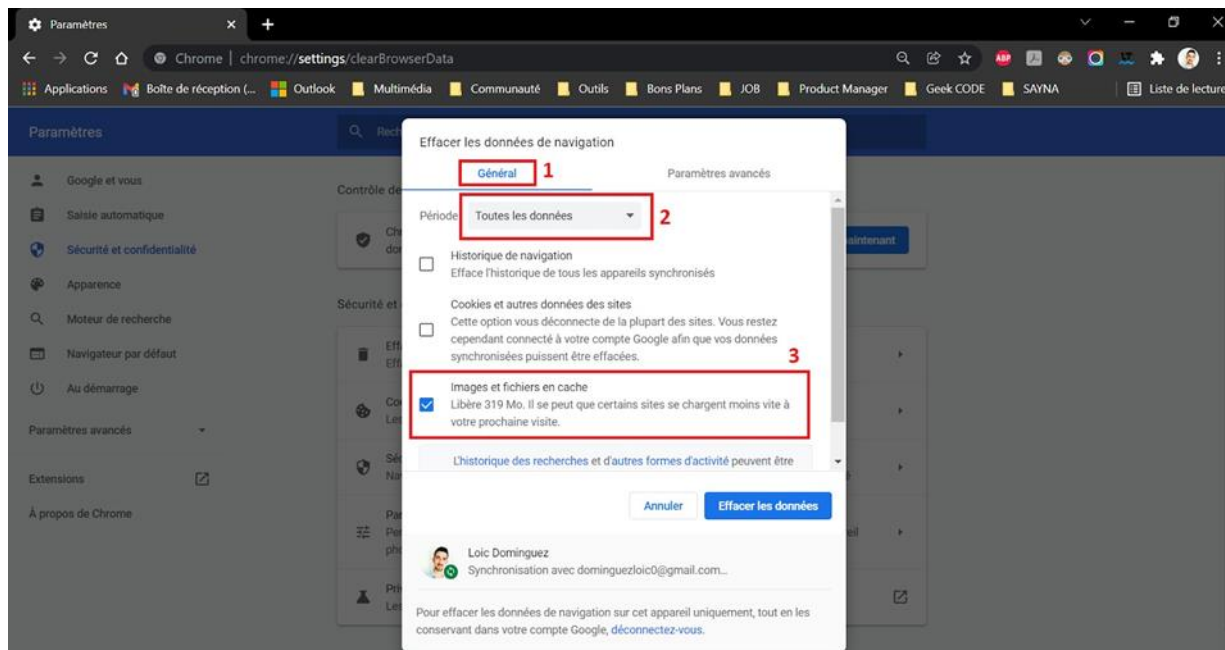 Paramètres
Chrome | chrome://settings/clearBrowserData
Applications Boîte de réception (... Outlook Multimédia Communauté Outils Bons Plans JOB Product Manager Geek CODE SAYNA Liste de lecture
ABP
Paramètres
Rech
Google et vous
Saisie automatique
Sécurité et confidentialité
Apparence
Moteur de recherche
Navigateur par défaut
Au démarrage
Paramètres avancés
Extensions
À propos de Chrome
Contrôle de
Sécurité et
Effacer les données de navigation
Général 1 Paramètres avancés
Période Toutes les données 2
Historique de navigation
Efface l'historique de tous les appareils synchronisés
Cookies et autres données des sites
Cette option vous déconnecte de la plupart des sites. Vous restez
cependant connecté à votre compte Google afin que vos données
synchronisées puissent être effacées.
3
Images et fichiers en cache
Libère 319 Mo. Il se peut que certains sites se chargent moins vite à
votre prochaine visite.
L'historique des recherches et d'autres formes d'activité peuvent être
Annuler Effacer les données
Loic Dominguez
Synchronisation avec dominguezloic0@gmail.com...
Pour effacer les données de navigation sur cet appareil uniquement, tout en les
conservant dans votre compte Google, déconnectez-vous.